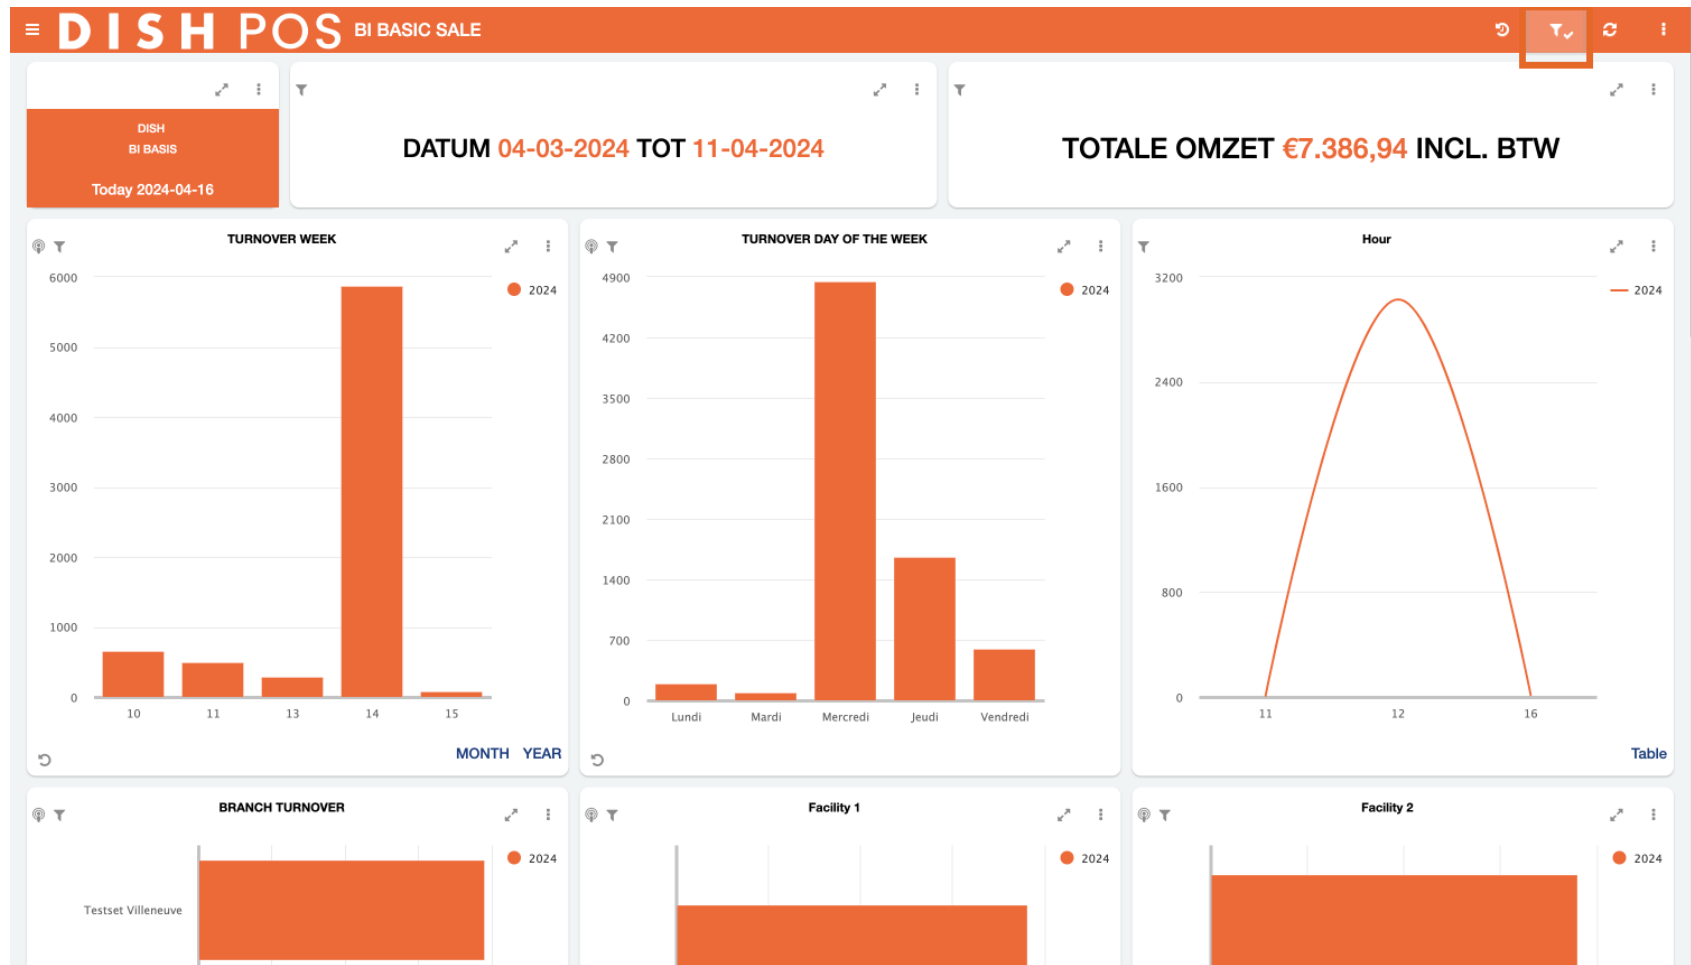 DISH POS BI BASIC SALE
DISH
BI BASIS
Today 2024-04-16
DATUM 04-03-2024 TOT 11-04-2024
TOTALE OMZET €7.386,94 INCL. BTW
TURNOVER WEEK
2024
6000
5000
4000
3000
2000
1000
0
10 11 13 14 15
MONTH YEAR
TURNOVER DAY OF THE WEEK
2024
4900
4200
3500
2800
2100
1400
700
0
Lundi Mardi Mercredi Jeudi Vendredi
Hour
2024
3200
2400
1600
800
0
11 12 16
Table
BRANCH TURNOVER
2024
Testset Villeneuve
Facility 1
2024
Facility 2
2024